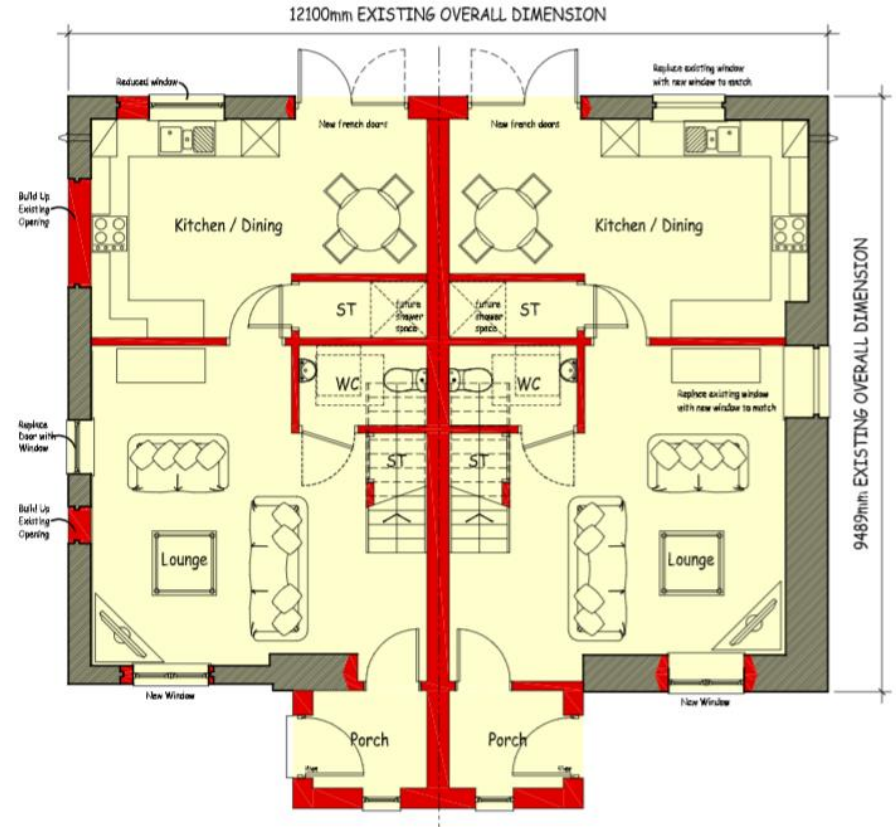 12100mm EXISTING OVERALL DIMENSION
Reduced window
Replace existing window
with new window to match
New french doors
New french doors
Build Up
Existing
Opening
Kitchen / Dining
Kitchen / Dining
ST
future
shower
space
future
shower
space
ST
WC
WC
9489mm EXISTING OVERALL DIMENSION
Replace existing window
with new window to match
Replace
Door with
Window
ST
ST
Build Up
Existing
Opening
Lounge
Lounge
New Window
New Window
Porch
Porch